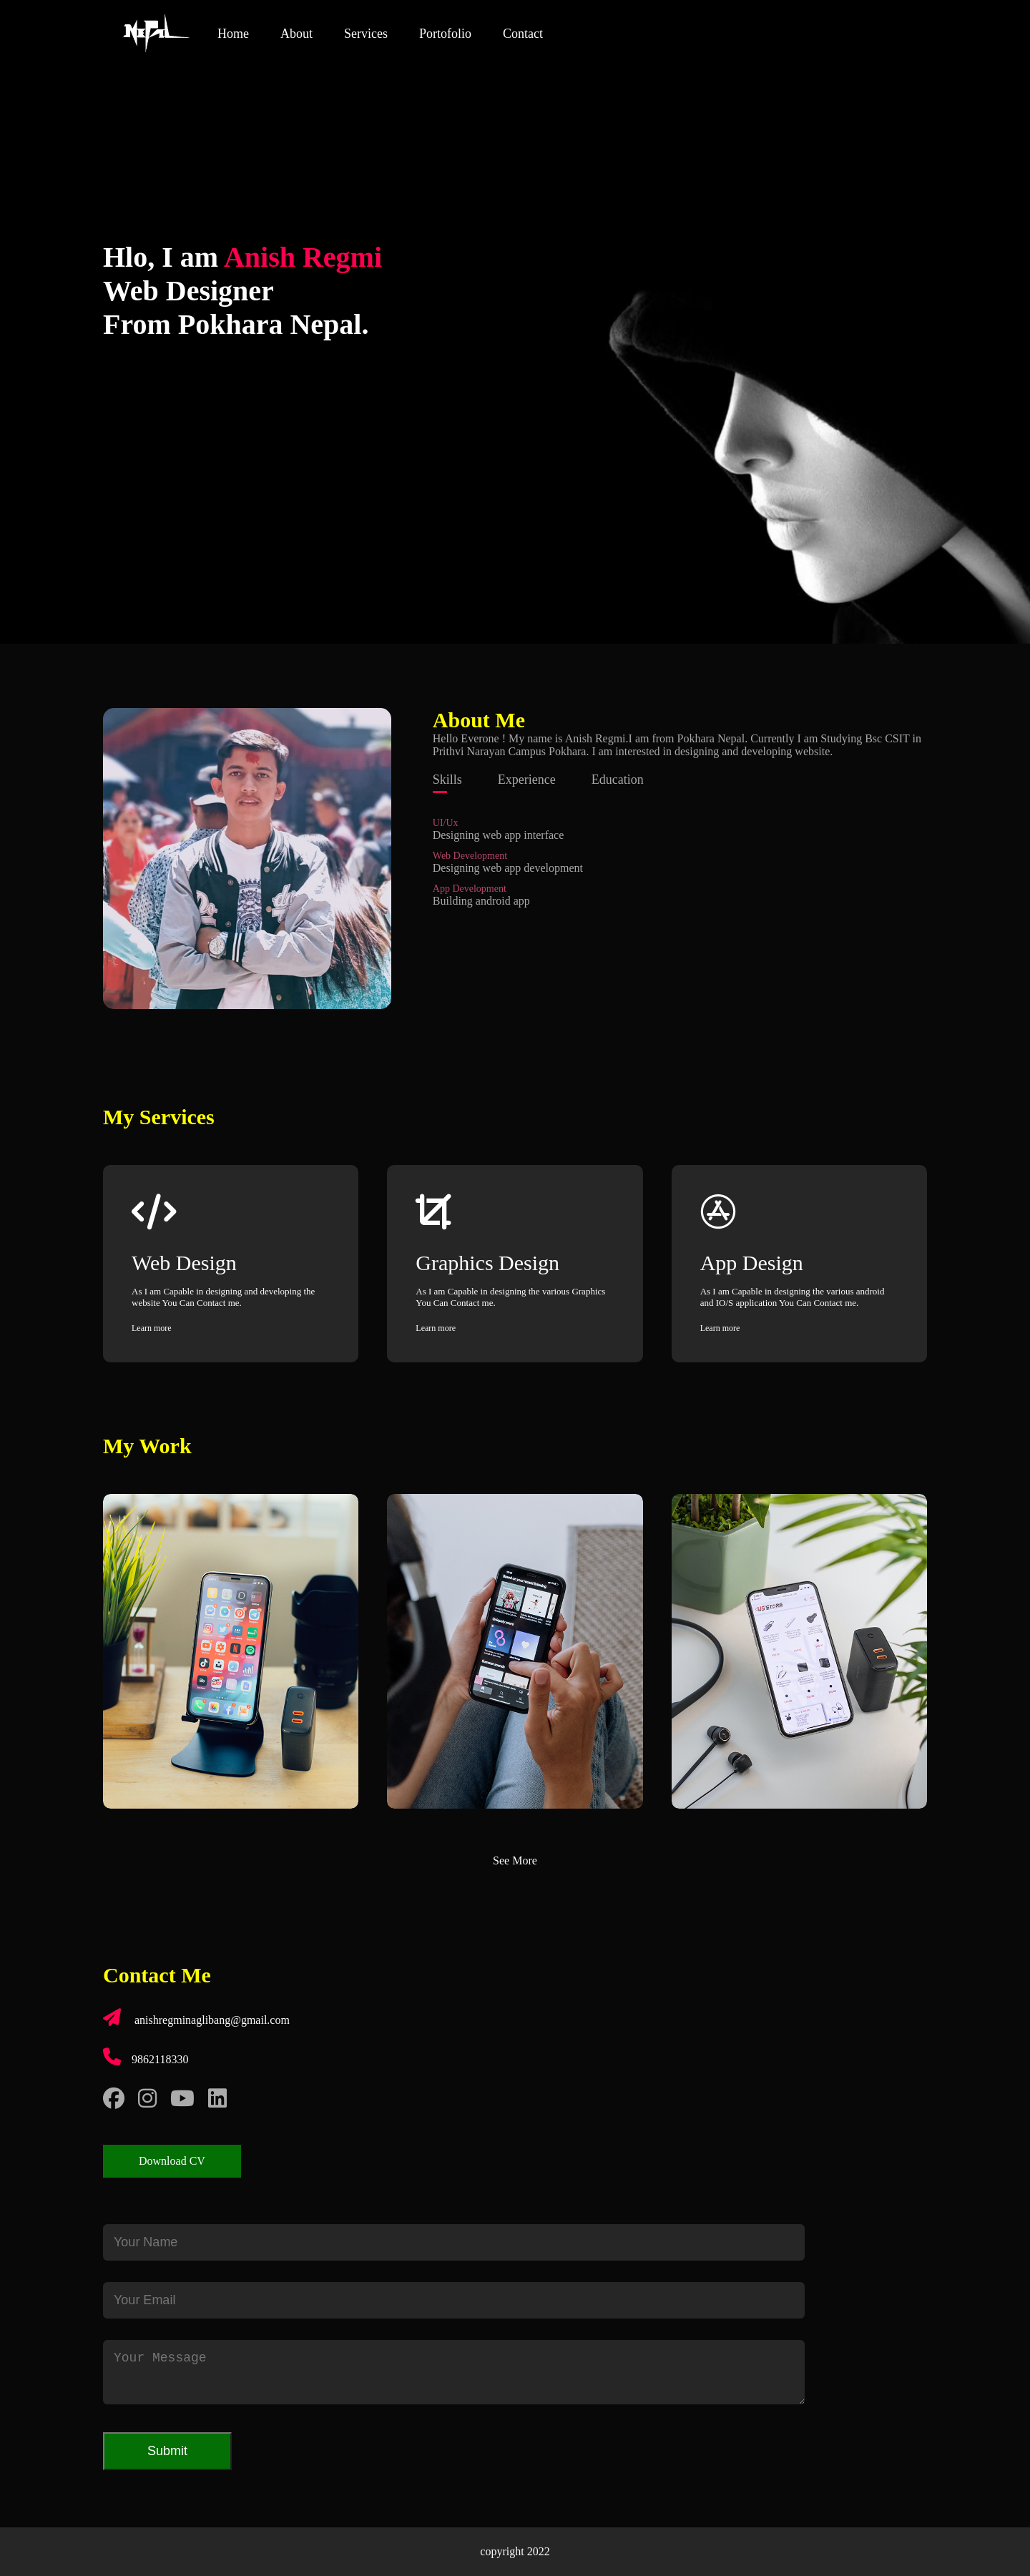 NEPAL
Home About Services Portofolio Contact
Hlo, I am Anish Regmi
Web Designer
From Pokhara Nepal.
About Me
Hello Everone ! My name is Anish Regmi.I am from Pokhara Nepal. Currently I am Studying Bsc CSIT in
Prithvi Narayan Campus Pokhara. I am interested in designing and developing website.
Skills Experience Education
UI/Ux
Designing web app interface
Web Development
Designing web app development
App Development
Building android app
My Services
Web Design
As I am Capable in designing and developing the
website You Can Contact me.
Learn more
Graphics Design
As I am Capable in designing the various Graphics
You Can Contact me.
Learn more
App Design
As I am Capable in designing the various android
and IO/S application You Can Contact me.
Learn more
My Work
See More
Contact Me
anishregminaglibang@gmail.com
9862118330
Download CV
Your Name
Your Email
Your Message
Submit
copyright 2022